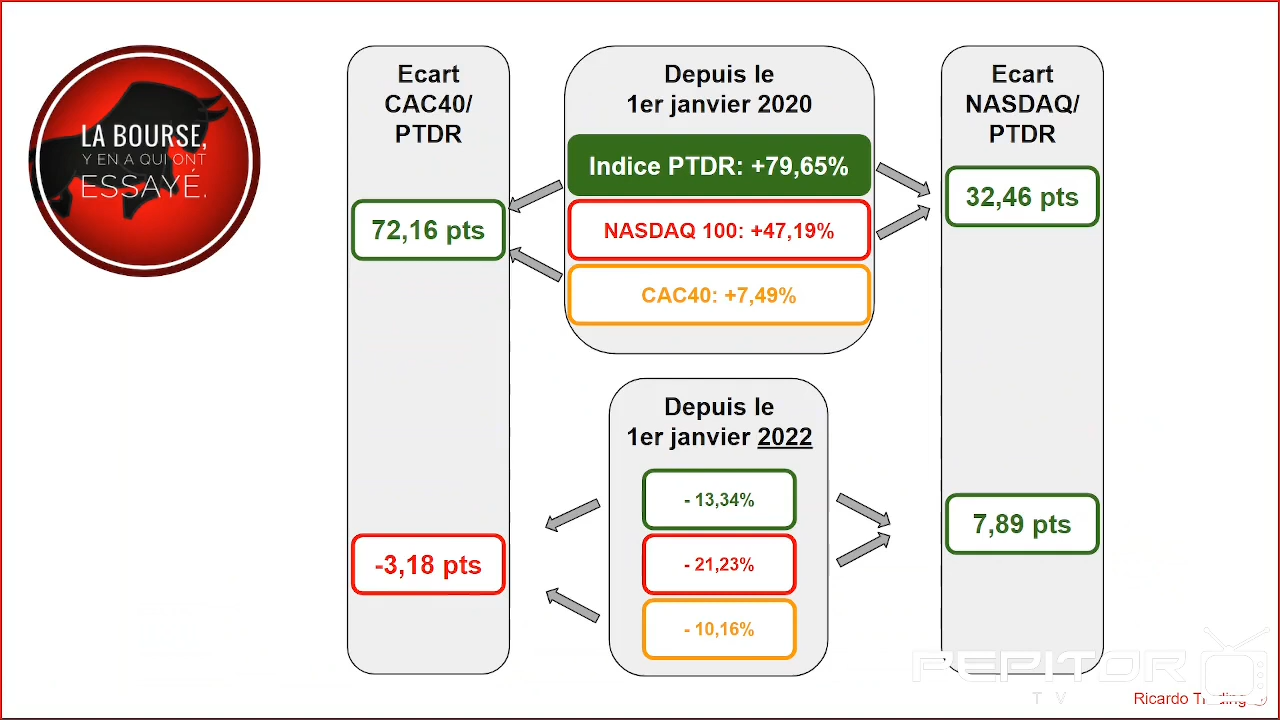 LA BOURSE,
Y EN A QUI ONT
ESSAYÉ.
Ecart
CAC40/
PTDR
72,16 pts
-3,18 pts
Depuis le
1er janvier 2020
Indice PTDR: +79,65%
NASDAQ 100: +47,19%
CAC40: +7,49%
Depuis le
1er janvier 2022
- 13,34%
- 21,23%
- 10,16%
Ecart
NASDAQ/
PTDR
32,46 pts
7,89 pts
PEPITOR
TV
Ricardo Trading